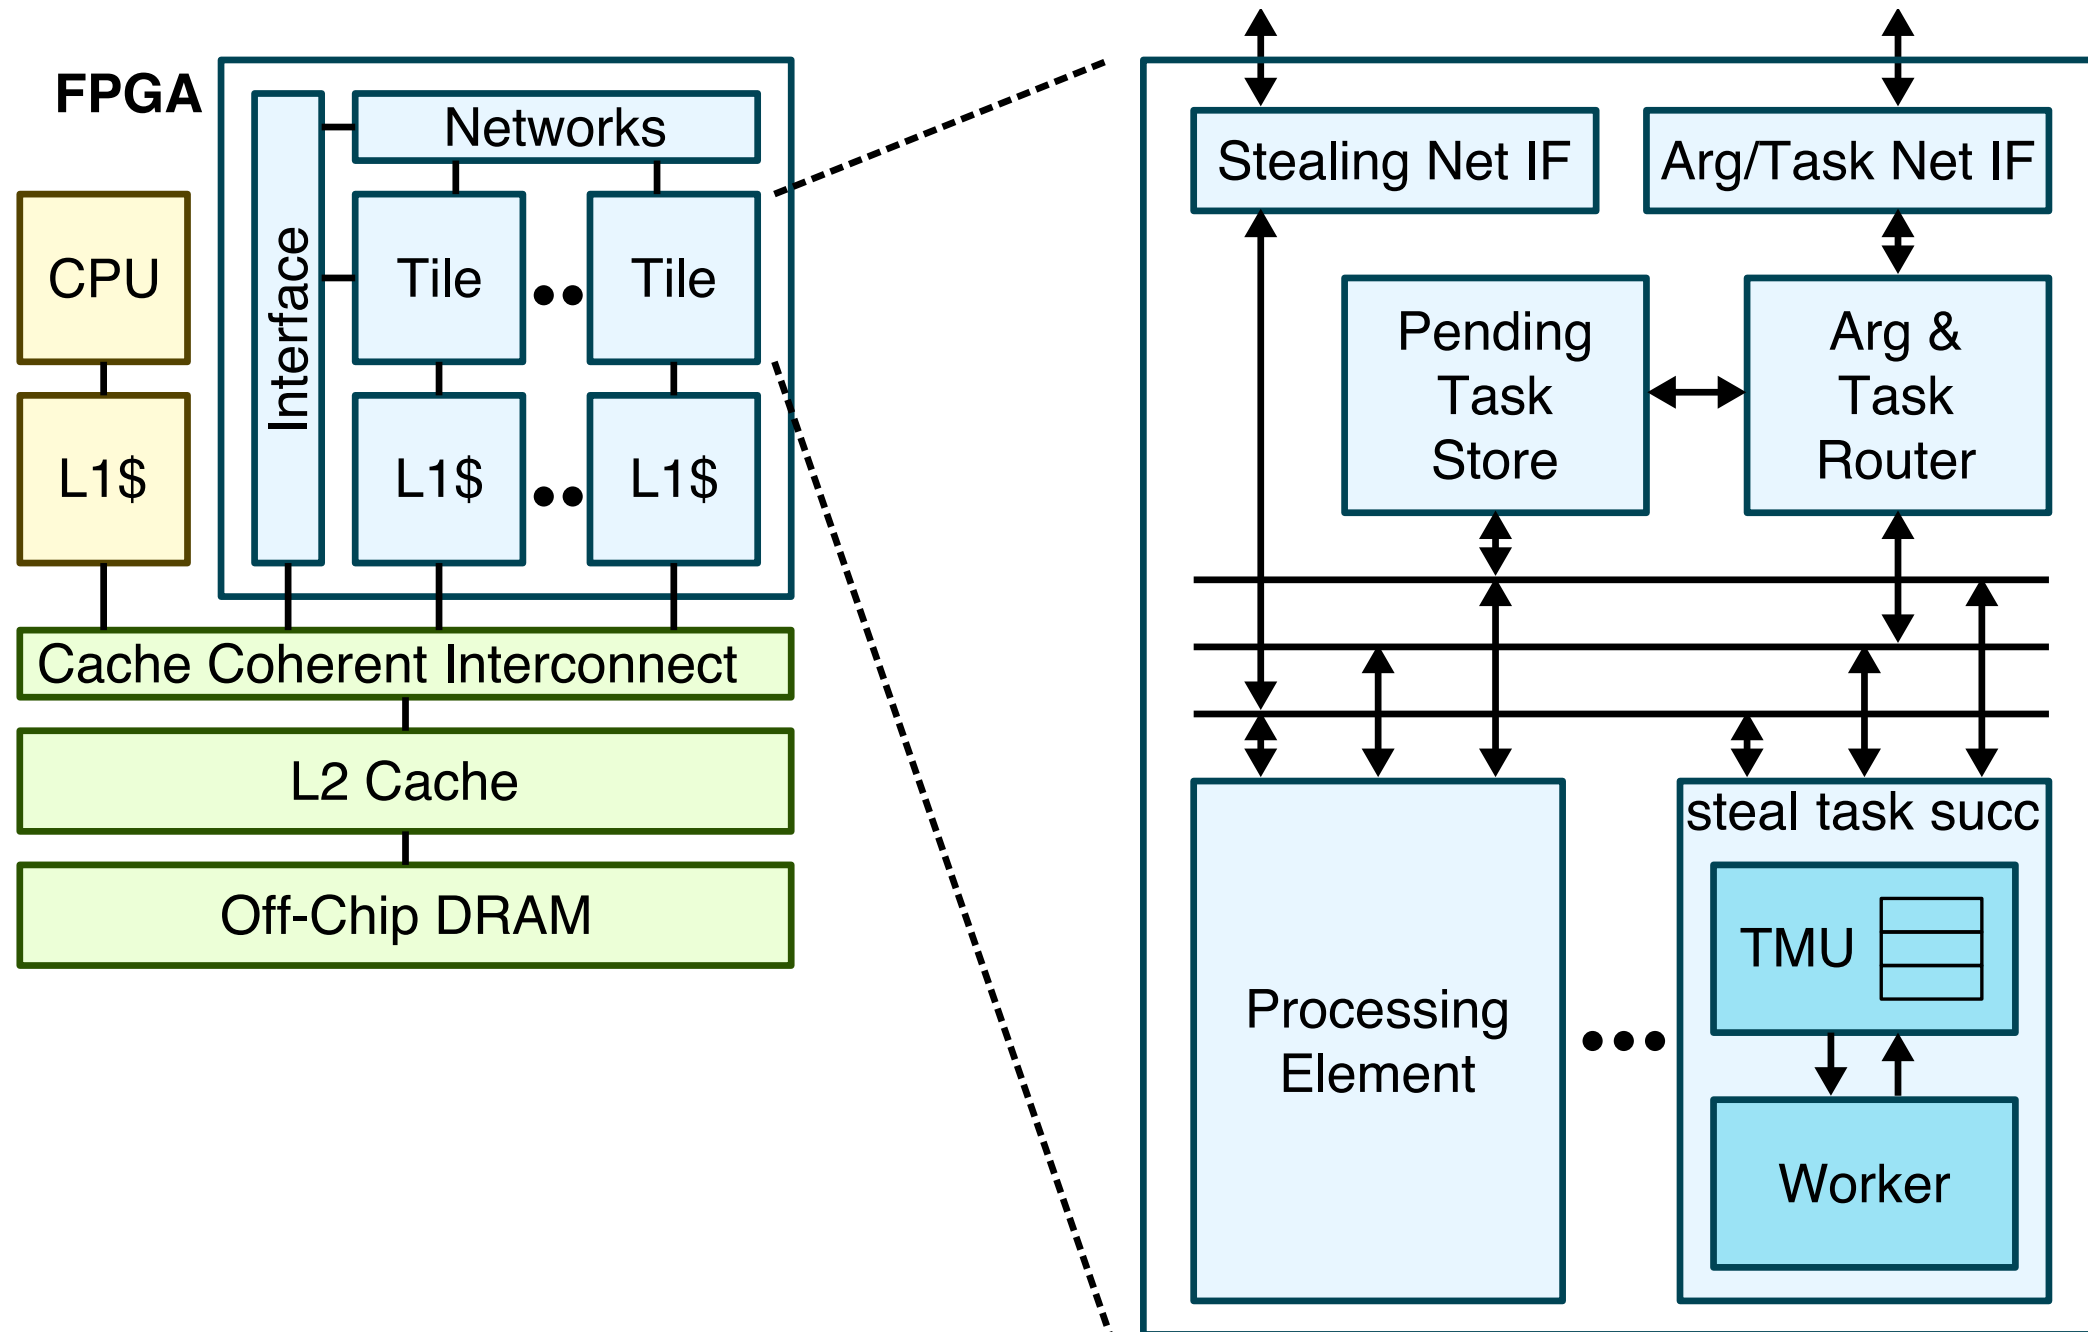 FPGA
Networks
Interface
CPU
Tile
Tile
L1$
L1$
L1$
Cache Coherent Interconnect
L2 Cache
Off-Chip DRAM
Stealing Net IF
Arg/Task Net IF
Pending
Task
Store
Arg &
Task
Router
Processing
Element
steal task succ
TMU
Worker